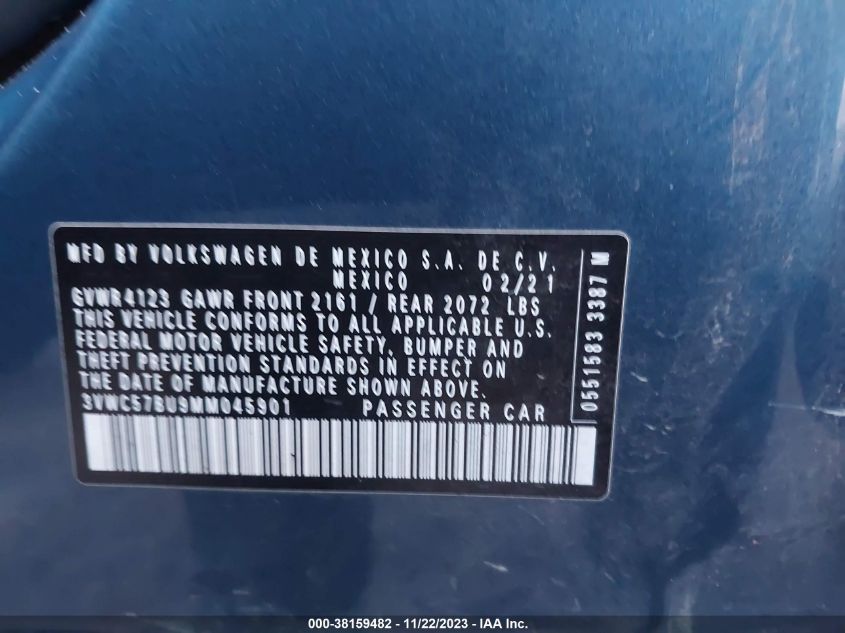 MFD BY VOLKSWAGEN DE MEXICO S.A. DE C.V.
MEXICO 02/21
GVWR 4123 GAWR FRONT 2161 / REAR 2072 LBS
THIS VEHICLE CONFORMS TO ALL APPLICABLE U.S.
FEDERAL MOTOR VEHICLE SAFETY, BUMPER AND
THEFT PREVENTION STANDARDS IN EFFECT ON
THE DATE OF MANUFACTURE SHOWN ABOVE.
3VWC57BU9MM045901 PASSENGER CAR
0551583 3387 M
000-38159482 - 11/22/2023 - IAA Inc.